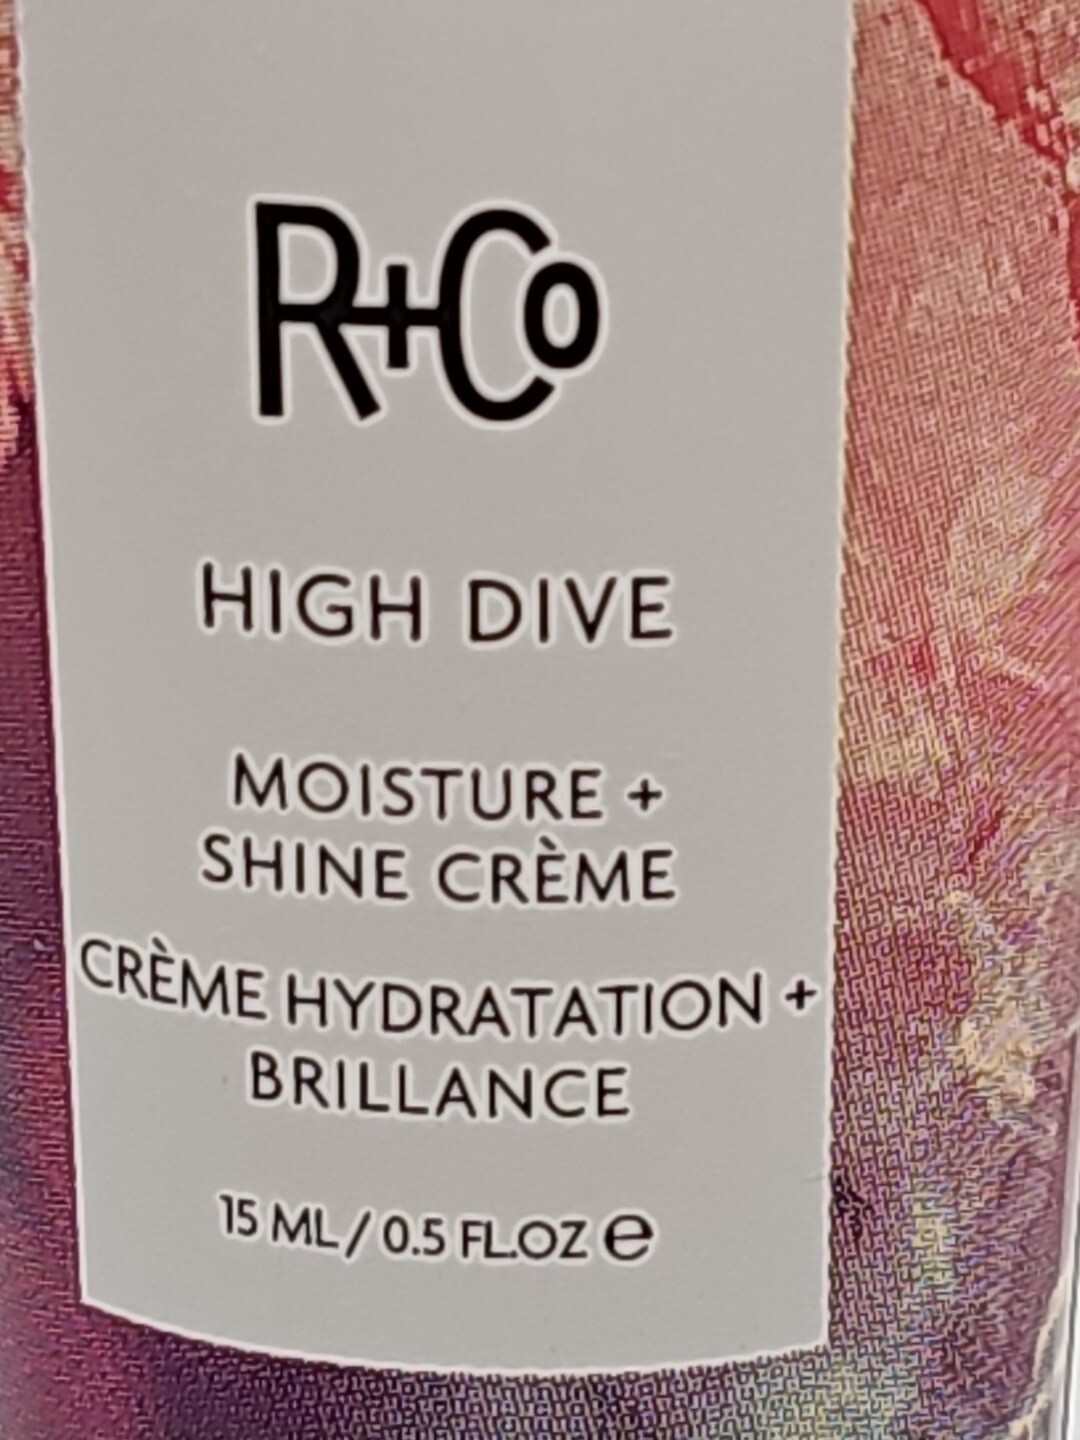 R+Co
HIGH DIVE
MOISTURE +
SHINE CRÈME
CRÈME HYDRATATION +
BRILLANCE
15 ML / 0.5 FL.OZ ℮